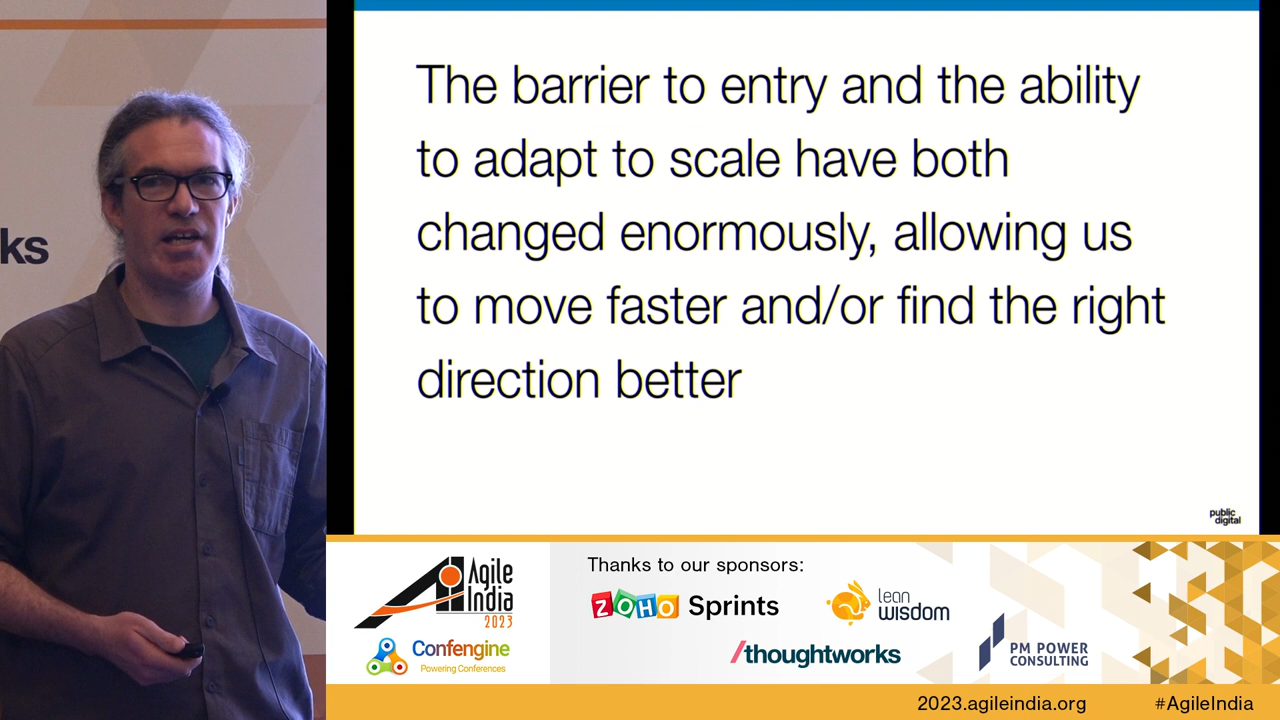 The barrier to entry and the ability
to adapt to scale have both
changed enormously, allowing us
to move faster and/or find the right
direction better
ks
public
digital
Agile
India
2023
Confengine
Powering Conferences
Thanks to our sponsors:
ZOHO Sprints
lean
wisdom
/thoughtworks
PM POWER
CONSULTING
2023.agileindia.org
#AgileIndia